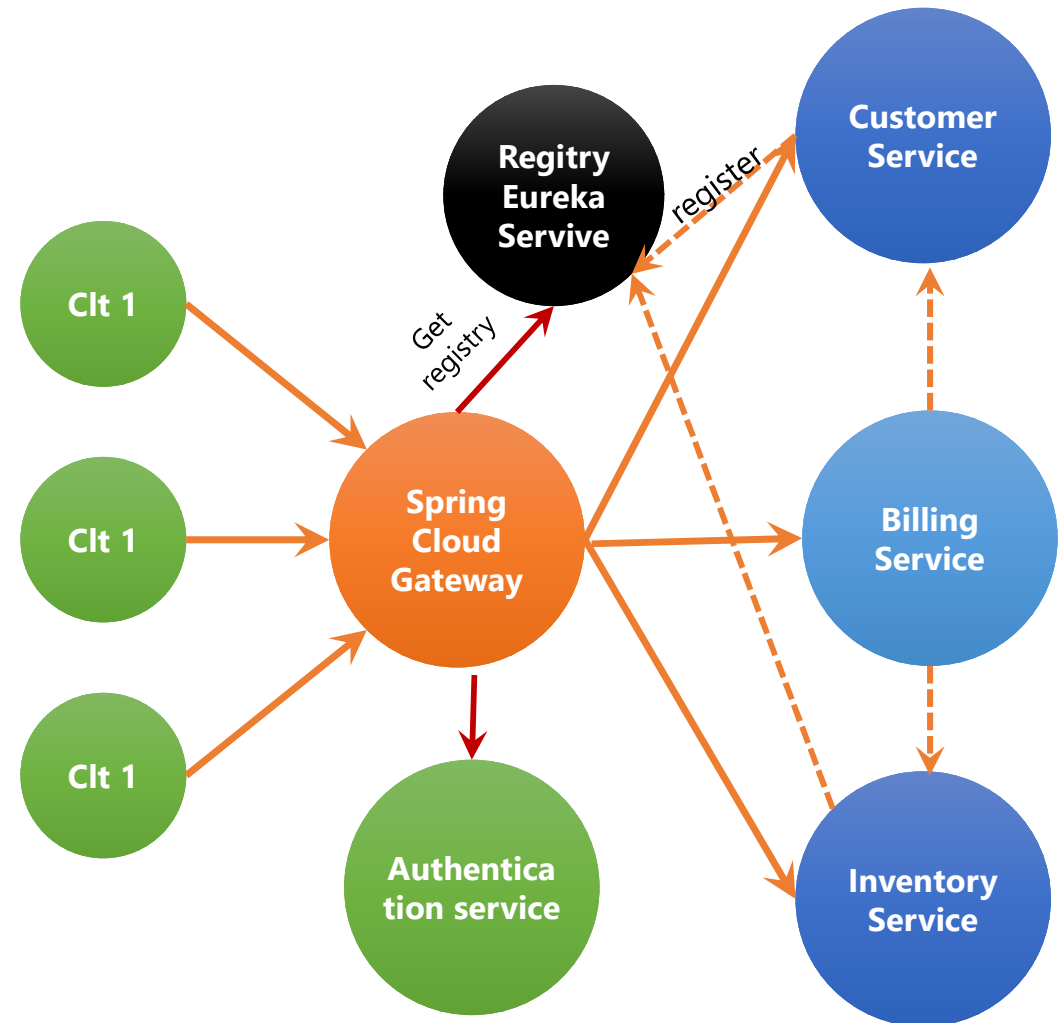 Customer
Service
Regitry
Eureka
Servive
register
Clt 1
Get
registry
Clt 1
Spring
Cloud
Gateway
Billing
Service
Clt 1
Authentica
tion service
Inventory
Service